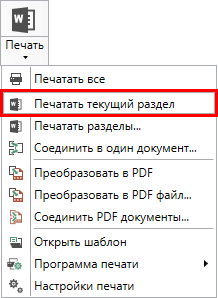 Печать
Печатать все
Печатать текущий раздел
Печатать разделы...
Соединить в один документ...
Преобразовать в PDF
Преобразовать в PDF файл...
Соединить PDF документы...
Открыть шаблон
Программа печати
Настройки печати